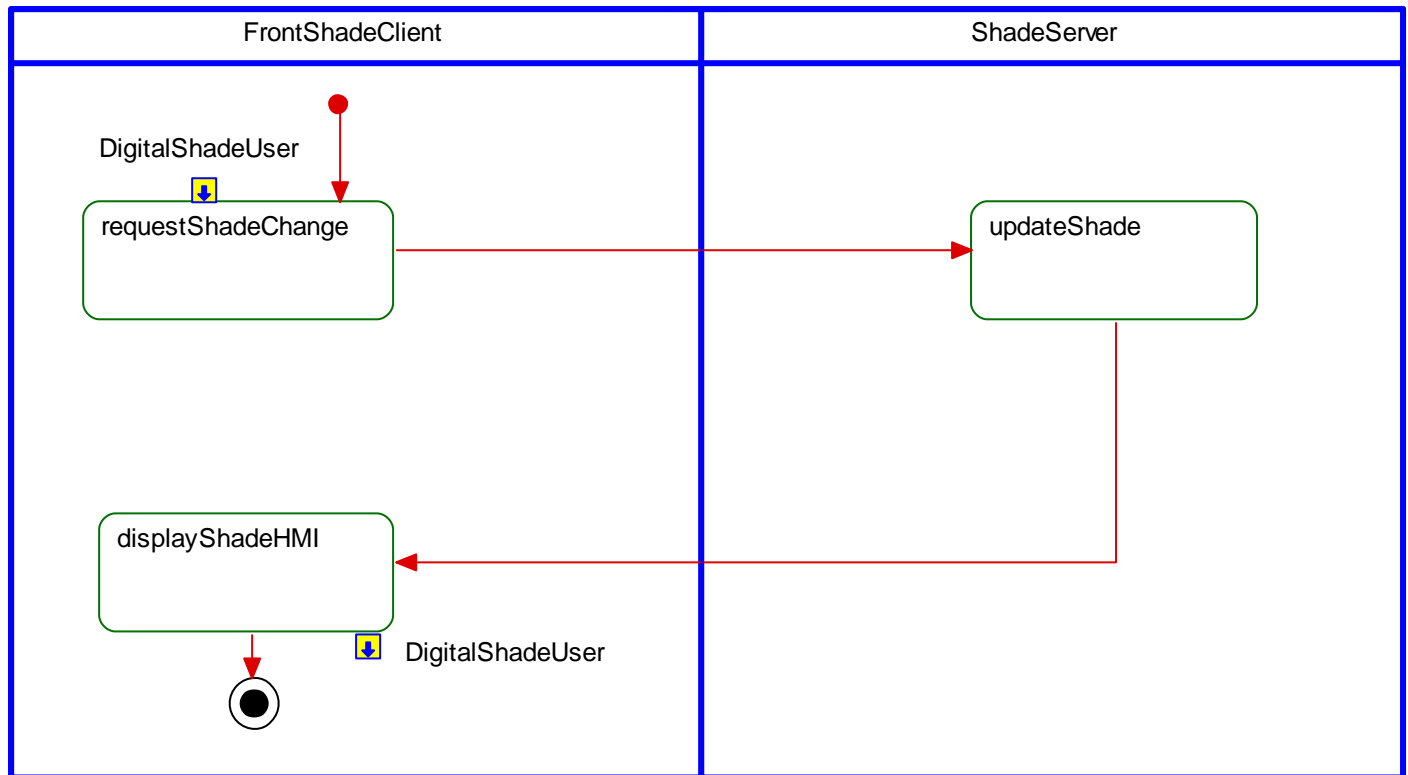 FrontShadeClient
ShadeServer
DigitalShadeUser
requestShadeChange
updateShade
displayShadeHMI
DigitalShadeUser